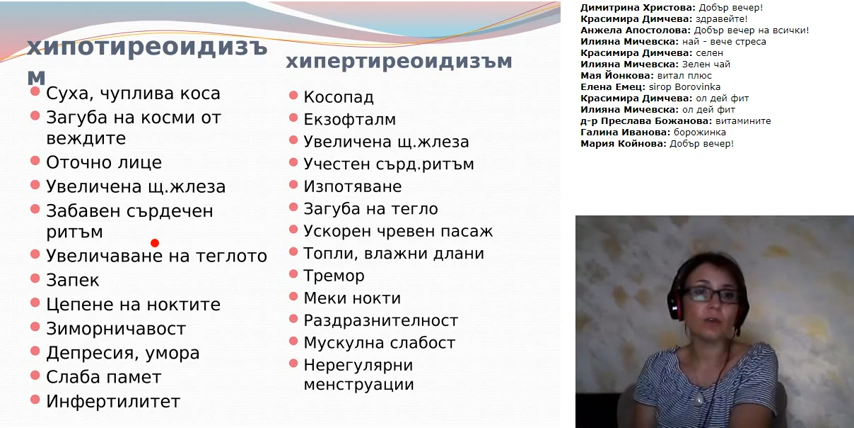 хипотиреоидизъ
м
Суха, чуплива коса
Загуба на косми от
веждите
Оточно лице
Увеличена щ.жлеза
Забавен сърдечен
ритъм
Увеличаване на теглото
Запек
Цепене на ноктите
Зиморничавост
Депресия, умора
Слаба памет
Инфертилитет
хипертиреоидизъм
Косопад
Екзофталм
Увеличена щ.жлеза
Учестен сърд.ритъм
Изпотяване
Загуба на тегло
Ускорен чревен пасаж
Топли, влажни длани
Тремор
Меки нокти
Раздразнителност
Мускулна слабост
Нерегулярни
менструации
Димитрина Христова: Добър вечер!
Красимира Димчева: здравейте!
Анжела Апостолова: Добър вечер на всички!
Илияна Мичевска: най - вече стреса
Красимира Димчева: селен
Илияна Мичевска: Зелен чай
Мая Йонкова: витал плюс
Елена Емец: sirop Borovinka
Красимира Димчева: ол дей фит
Илияна Мичевска: ол дей фит
д-р Преслава Божанова: витамините
Галина Иванова: борожинка
Мария Койнова: Добър вечер!